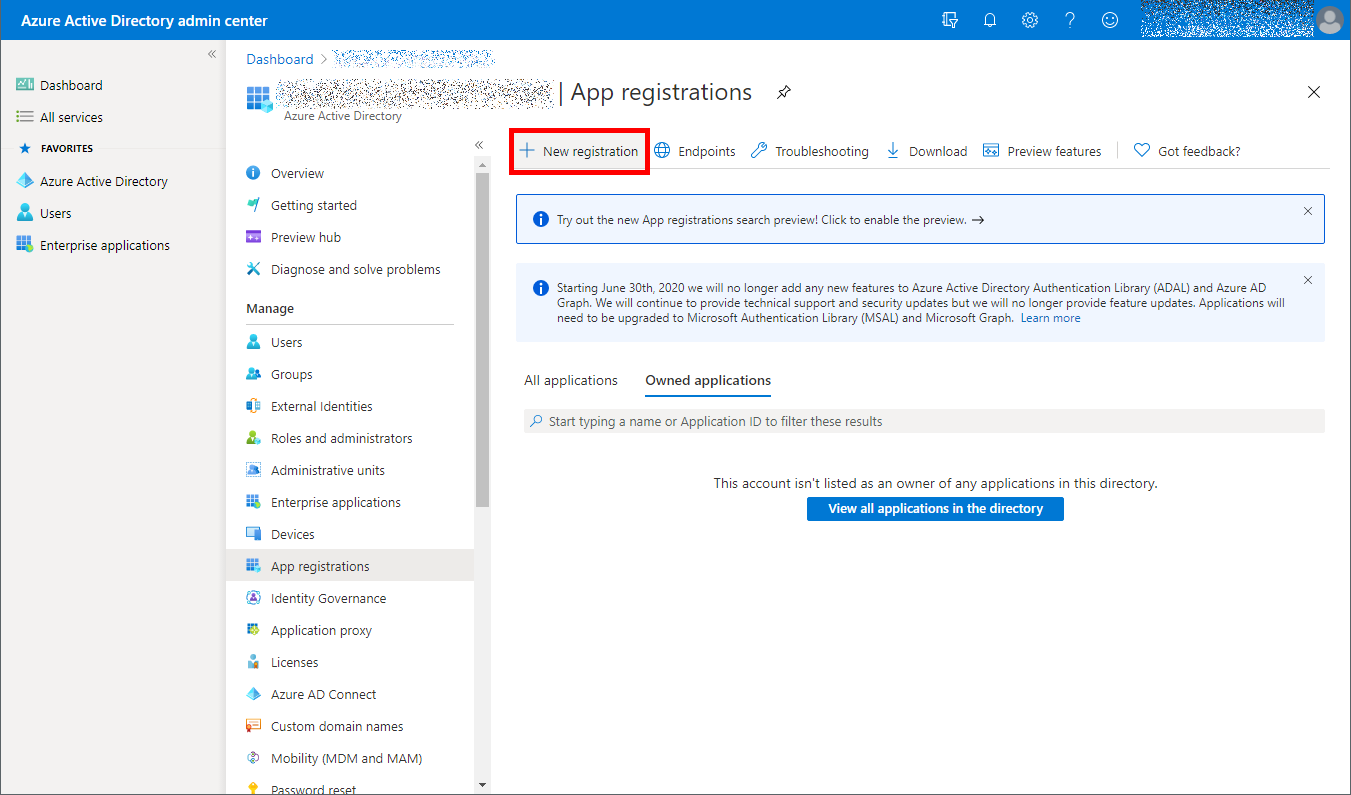 Azure Active Directory admin center
Dashboard
All services
FAVORITES
Azure Active Directory
Users
Enterprise applications
Dashboard >
| App registrations
Azure Active Directory
Overview
Getting started
Preview hub
Diagnose and solve problems
Manage
Users
Groups
External Identities
Roles and administrators
Administrative units
Enterprise applications
Devices
App registrations
Identity Governance
Application proxy
Licenses
Azure AD Connect
Custom domain names
Mobility (MDM and MAM)
Password reset
New registration Endpoints Troubleshooting Download Preview features Got feedback?
Try out the new App registrations search preview! Click to enable the preview. →
Starting June 30th, 2020 we will no longer add any new features to Azure Active Directory Authentication Library (ADAL) and Azure AD
Graph. We will continue to provide technical support and security updates but we will no longer provide feature updates. Applications will
need to be upgraded to Microsoft Authentication Library (MSAL) and Microsoft Graph. Learn more
All applications Owned applications
Start typing a name or Application ID to filter these results
This account isn't listed as an owner of any applications in this directory.
View all applications in the directory